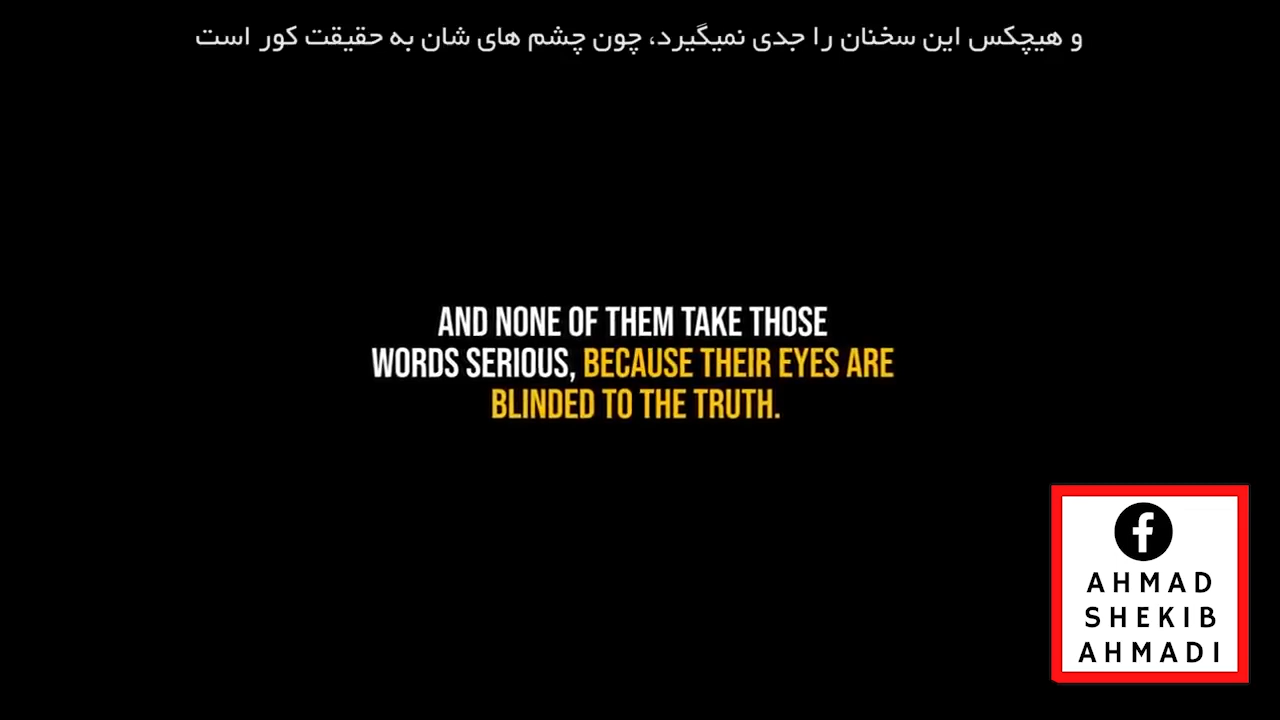 و هیچکس این سخنان را جدی نمیگیرد، چون چشم های شان به حقیقت کور است
AND NONE OF THEM TAKE THOSE
WORDS SERIOUS, BECAUSE THEIR EYES ARE
BLINDED TO THE TRUTH.
f
AHMAD
SHEKIB
AHMADI